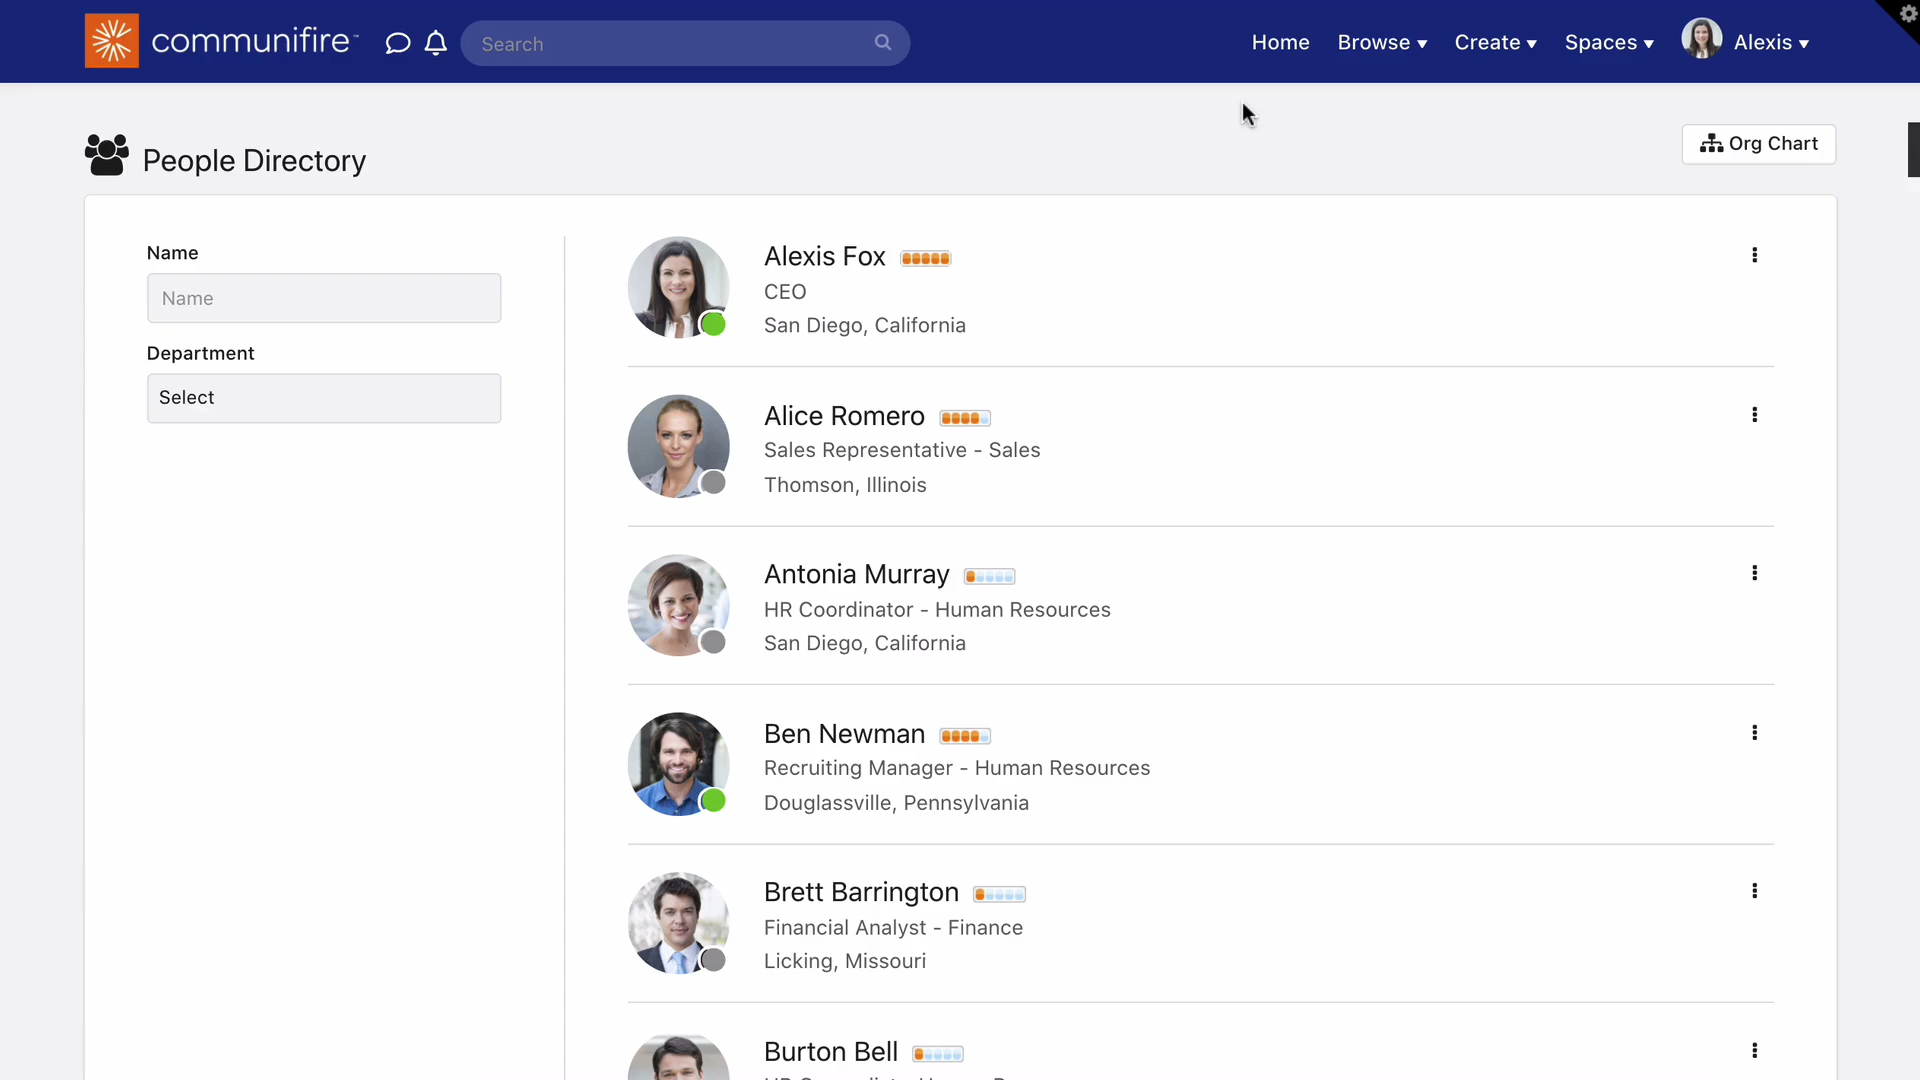 communifire™
Search
Home
Browse
Create
Spaces
Alexis
People Directory
Org Chart
Name
Name
Department
Select
Alexis Fox
CEO
San Diego, California
Alice Romero
Sales Representative - Sales
Thomson, Illinois
Antonia Murray
HR Coordinator - Human Resources
San Diego, California
Ben Newman
Recruiting Manager - Human Resources
Douglassville, Pennsylvania
Brett Barrington
Financial Analyst - Finance
Licking, Missouri
Burton Bell